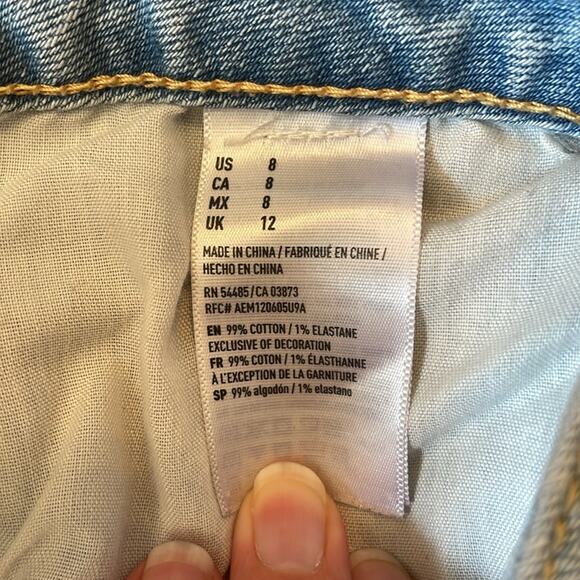 US 8
CA 8
MX 8
UK 12
MADE IN CHINA / FABRIQUÉ EN CHINE /
HECHO EN CHINA
RN 54485 / CA 03873
RFC# AEM120605U9A
EN 99% COTTON / 1% ELASTANE
EXCLUSIVE OF DECORATION
FR 99% COTON / 1% ÉLASTHANNE
À L'EXCEPTION DE LA GARNITURE
SP 99% algodón / 1% elastano